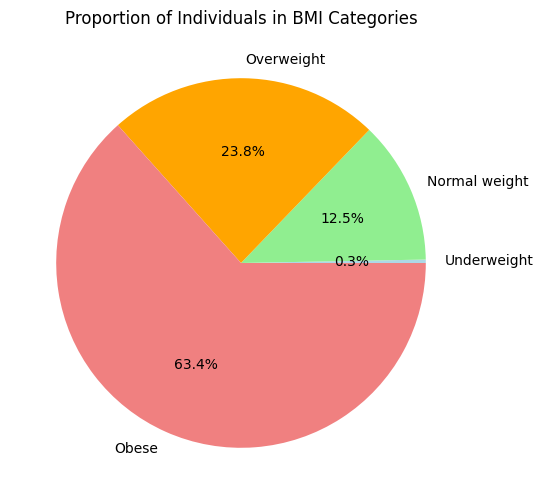 Proportion of Individuals in BMI Categories
Overweight
23.8%
Normal weight
12.5%
0.3%
Underweight
63.4%
Obese